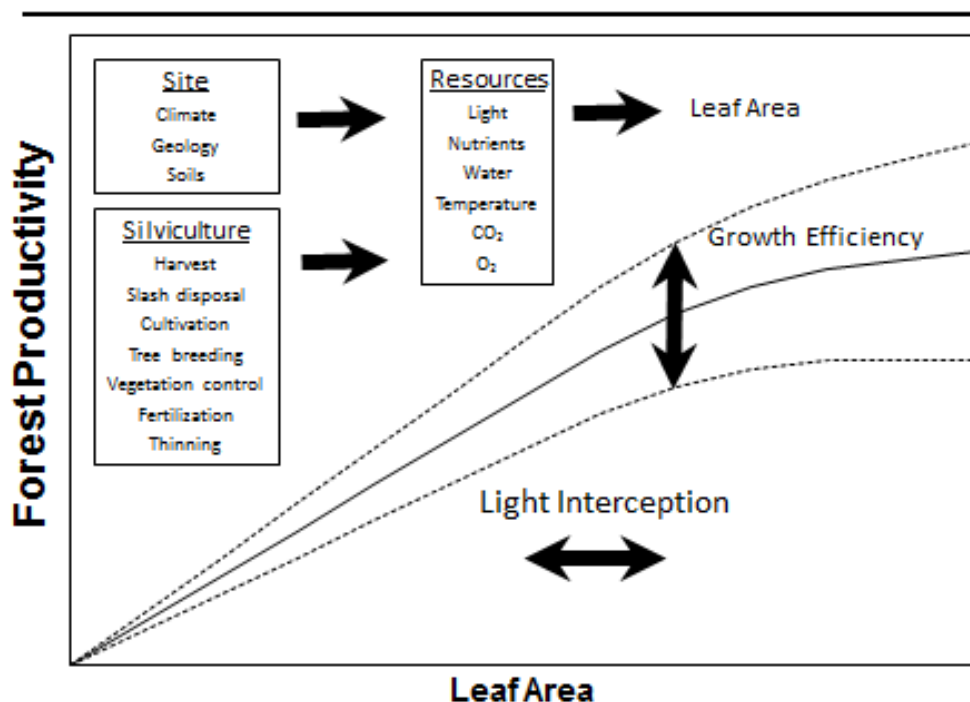 Site
Climate
Geology
Soils
Silviculture
Harvest
Slash disposal
Cultivation
Tree breeding
Vegetation control
Fertilization
Thinning
Resources
Light
Nutrients
Water
Temperature
CO₂
O₂
Leaf Area
Growth Efficiency
Light Interception
Forest Productivity
Leaf Area